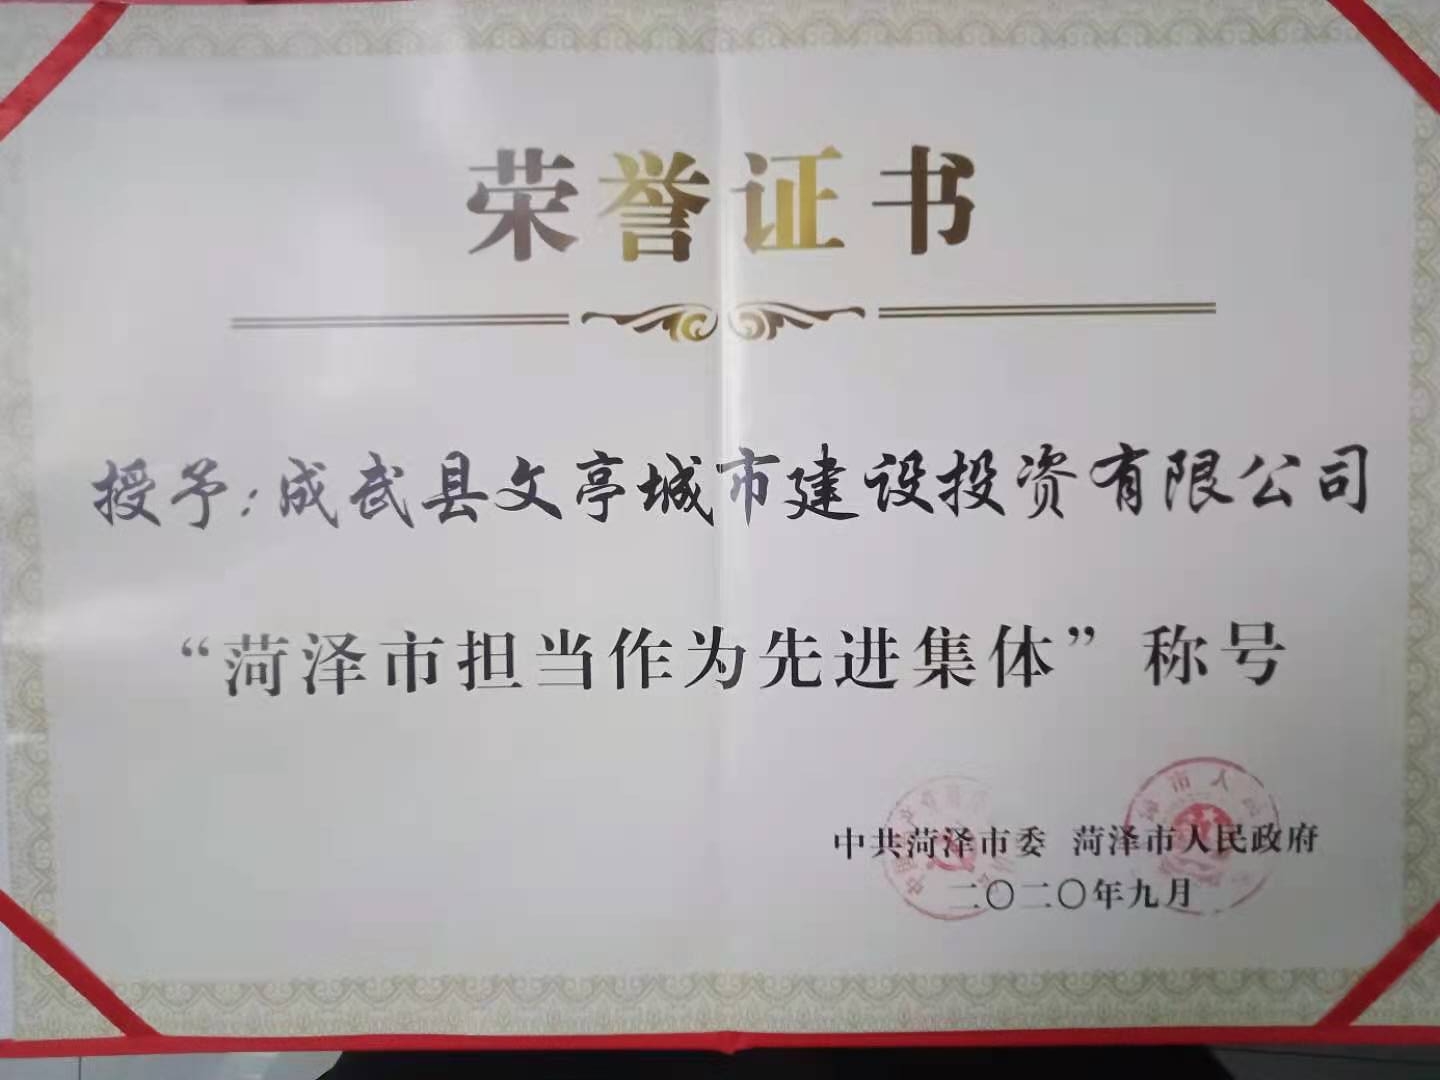 荣誉证书
授予:成武县文亭城市建设投资有限公司
“菏泽市担当作为先进集体”称号
中共菏泽市委 菏泽市人民政府
二〇二〇年九月